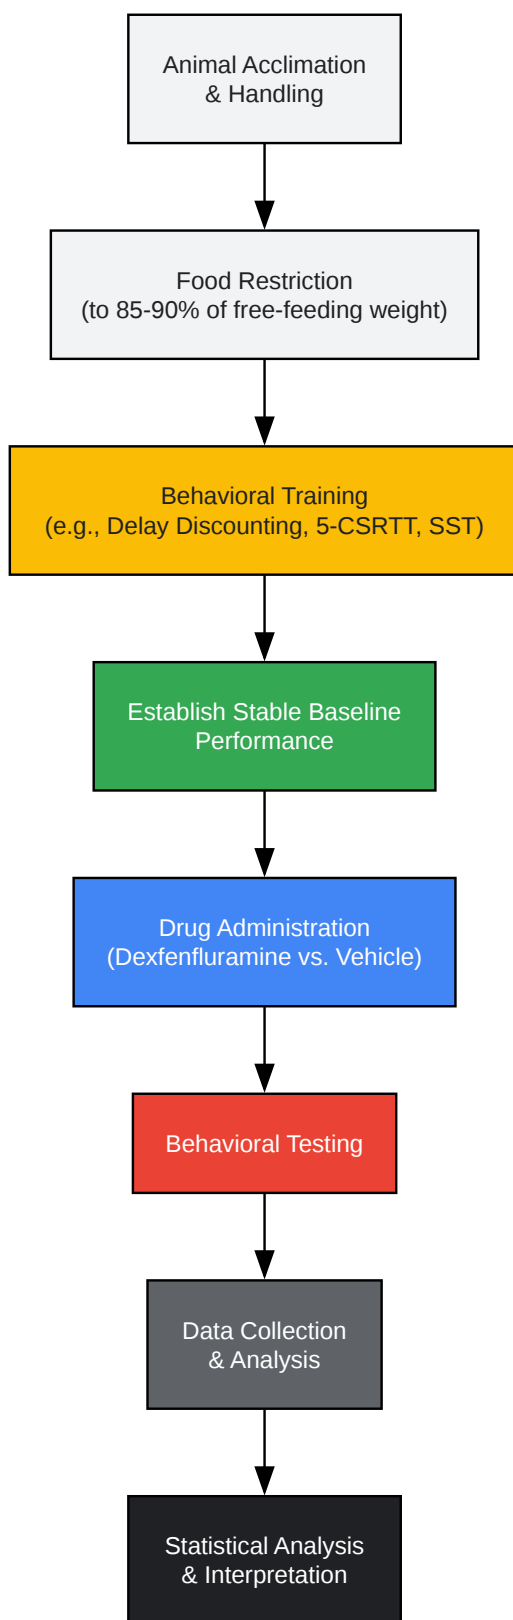 Animal Acclimation
& Handling
Food Restriction
(to 85-90% of free-feeding weight)
Behavioral Training
(e.g., Delay Discounting, 5-CSRTT, SST)
Establish Stable Baseline
Performance
Drug Administration
(Dexfenfluramine vs. Vehicle)
Behavioral Testing
Data Collection
& Analysis
Statistical Analysis
& Interpretation